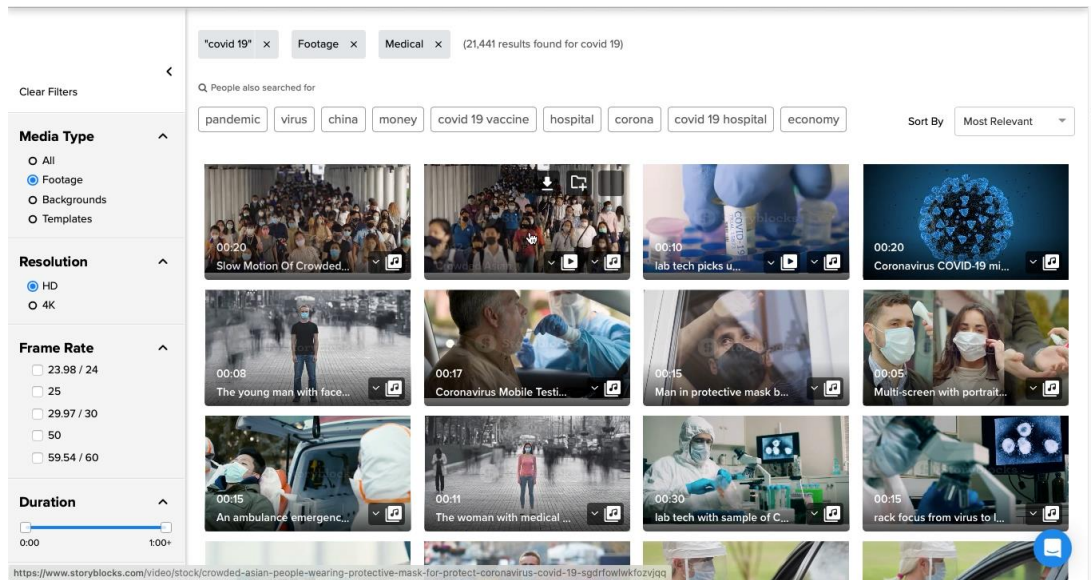 "covid 19" ×
Footage ×
Medical ×
(21,441 results found for covid 19)
Clear Filters
People also searched for
pandemic
virus
china
money
covid 19 vaccine
hospital
corona
covid 19 hospital
economy
Sort By
Most Relevant
Media Type
All
Footage
Backgrounds
Templates
Resolution
HD
4K
Frame Rate
23.98 / 24
25
29.97 / 30
50
59.54 / 60
Duration
0:00
1:00+
00:20
Slow Motion Of Crowded...
00:10
lab tech picks u...
COVID-19
00:20
Coronavirus COVID-19 mi...
00:08
The young man with face...
00:17
Coronavirus Mobile Testi...
00:15
Man in protective mask b...
00:05
Multi-screen with portrait...
00:15
An ambulance emergenc...
00:11
The woman with medical ...
00:30
lab tech with sample of C...
00:15
rack focus from virus to l...
https://www.storyblocks.com/video/stock/crowded-asian-people-wearing-protective-mask-for-protect-coronavirus-covid-19-sgdrfowlwkfozvjqq